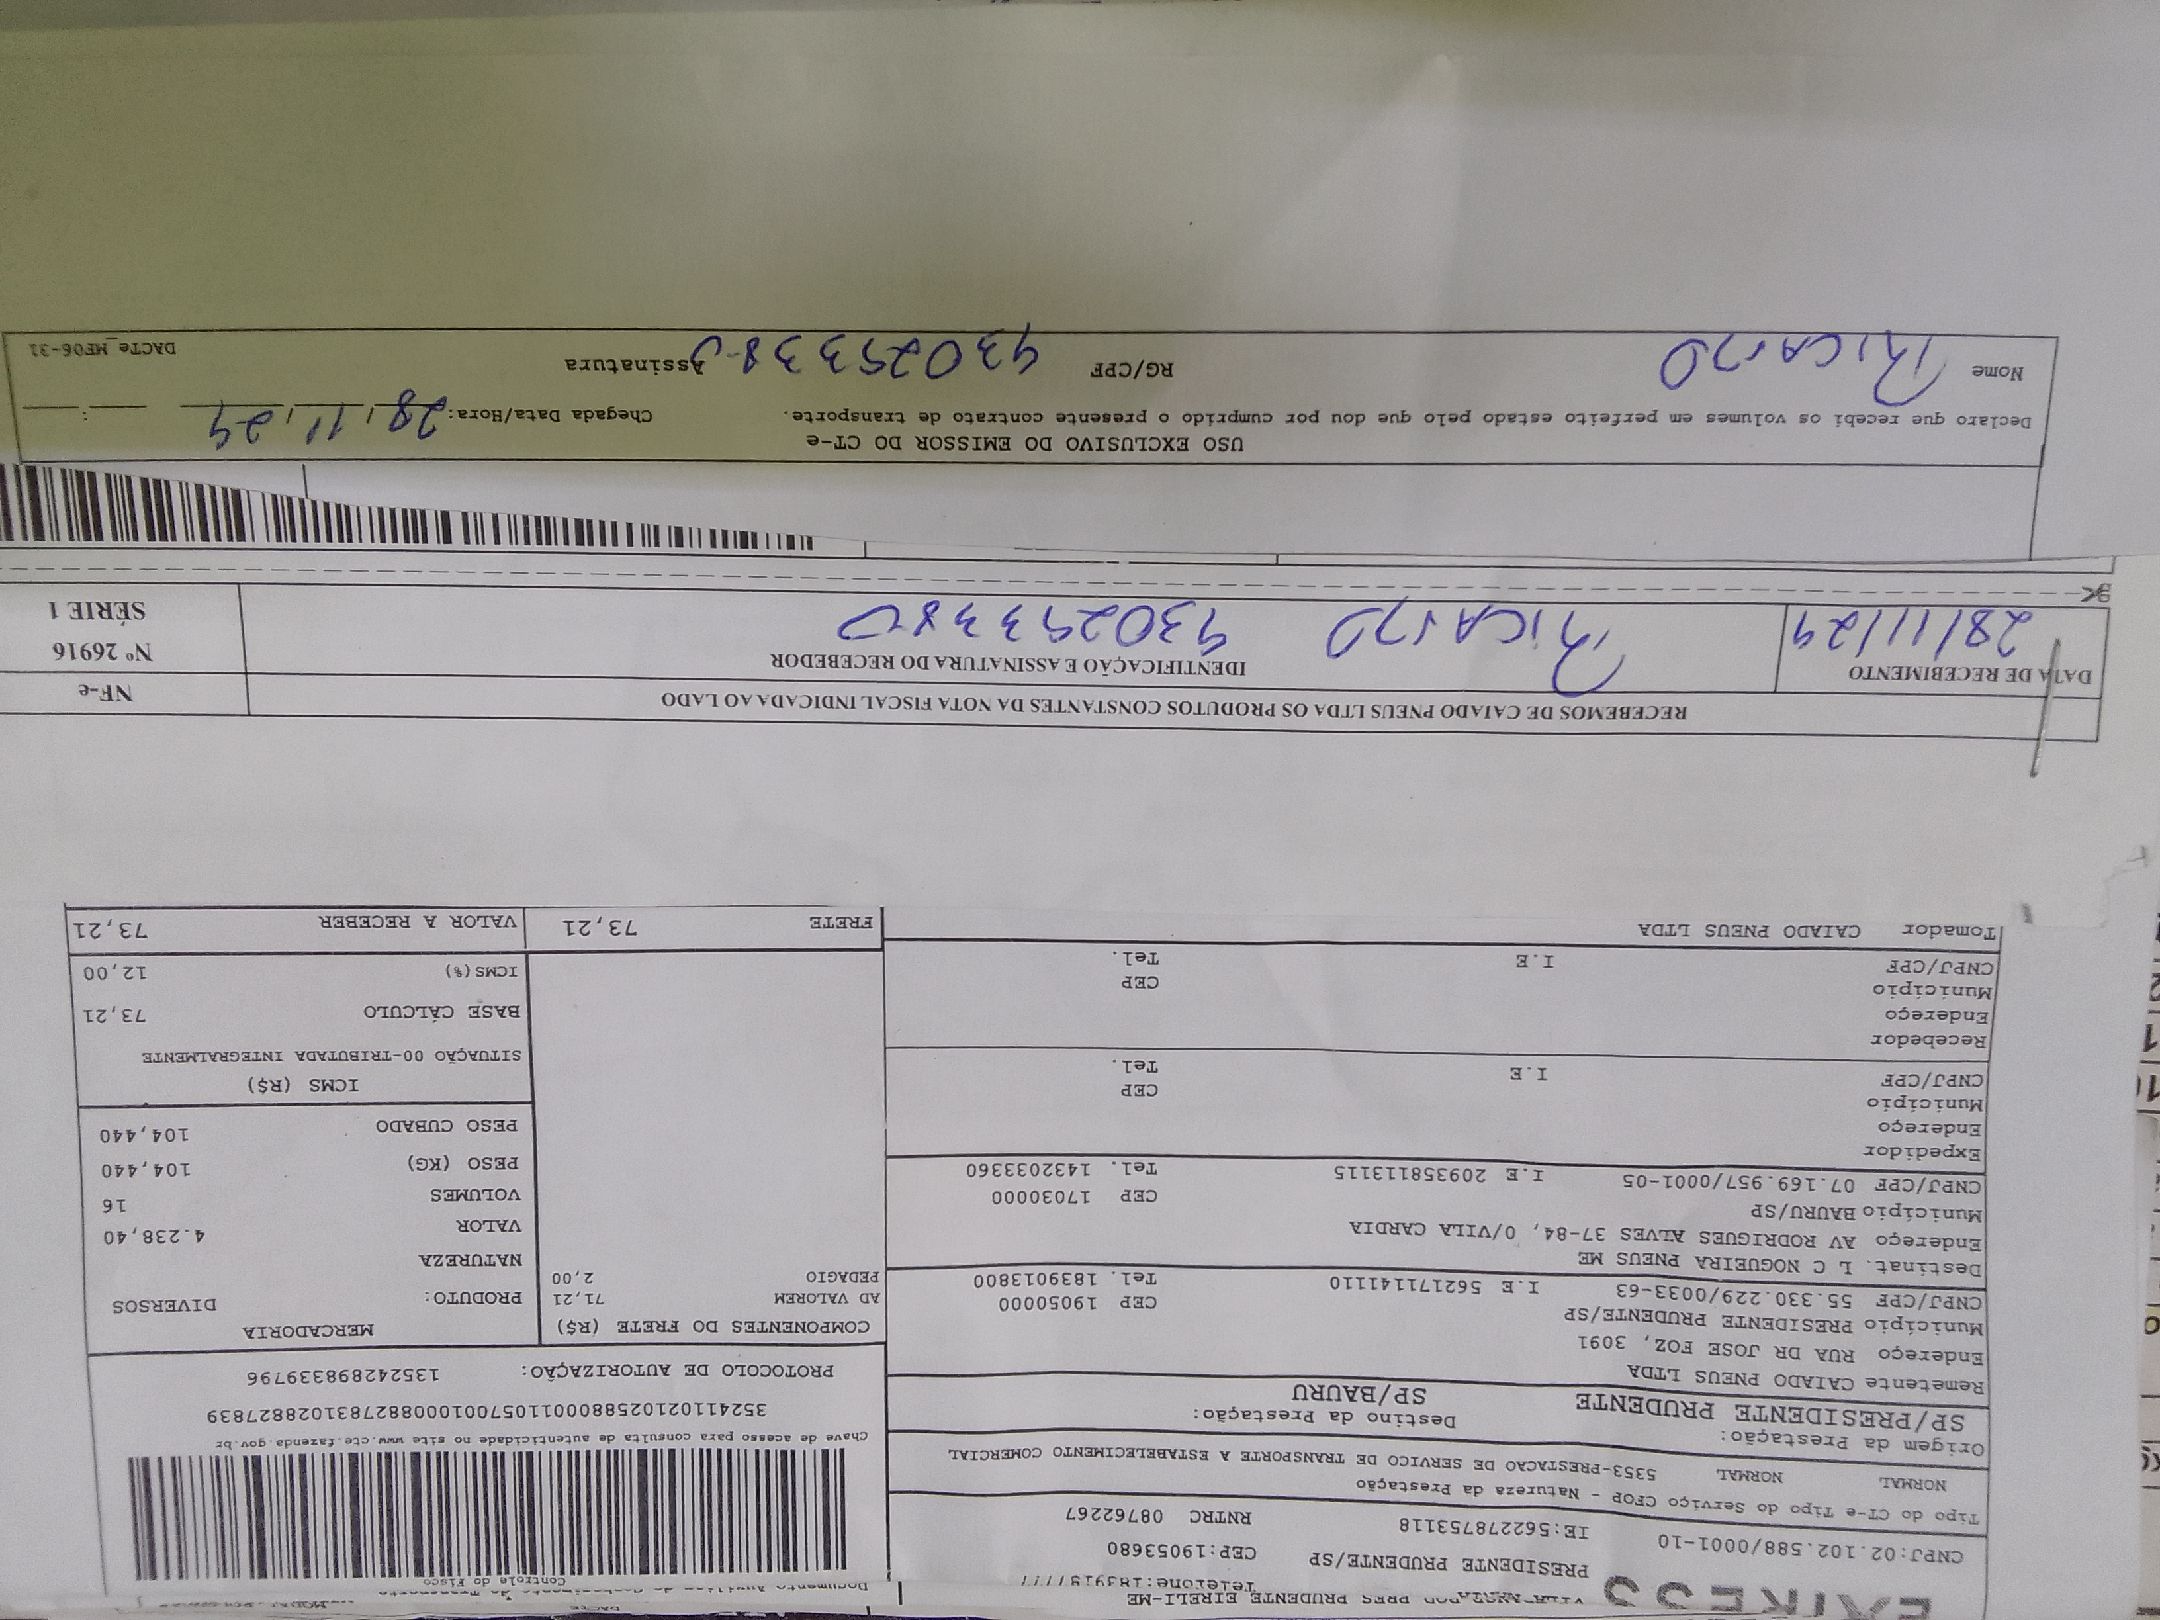 PRES PRUDENTE EIRELI-ME
PRESIDENTE PRUDENTE/SP CEP:19053680
CNPJ:02.102.588/0001-10 IE:562278753118 RNTRC 08762267
Tipo do CT-e Tipo do Serviço CFOP - Natureza da Prestação
NORMAL NORMAL 5353-PRESTACAO DE SERVICO DE TRANSPORTE A ESTABELECIMENTO COMERCIAL
Origem da Prestação: Destino da Prestação:
SP/PRESIDENTE PRUDENTE SP/BAURU
Remetente CAIADO PNEUS LTDA
Endereço RUA DR JOSE FOZ, 3091
Município PRESIDENTE PRUDENTE/SP CEP 19050000
CNPJ/CPF 55.330.229/0033-63 I.E 562171141110 Tel. 1839013800
Destinat. L C NOGUEIRA PNEUS ME
Endereço AV RODRIGUES ALVES 37-84, 0/VILA CARDIA
Município BAURU/SP CEP 17030000
CNPJ/CPF 07.169.957/0001-05 I.E 209358113115 Tel. 1432033360
Expedidor
Endereço
Município CEP
CNPJ/CPF I.E Tel.
Recebedor
Endereço
Município CEP
CNPJ/CPF I.E Tel.
Tomador CAIADO PNEUS LTDA
Controle do Fisco
Chave de acesso para consulta de autenticidade no site www.cte.fazenda.gov.br
35241102102588000110570010008827831028827839
PROTOCOLO DE AUTORIZAÇÃO: 135242898339796
COMPONENTES DO FRETE (R$)
AD VALOREM 71,21
PEDAGIO 2,00
FRETE 73,21
MERCADORIA
PRODUTO: DIVERSOS
NATUREZA
VALOR 4.238,40
VOLUMES 16
PESO (KG) 104,440
PESO CUBADO 104,440
ICMS (R$)
SITUAÇÃO 00-TRIBUTADA INTEGRALMENTE
BASE CÁLCULO 73,21
ICMS(%) 12,00
VALOR A RECEBER 73,21
RECEBEMOS DE CAIADO PNEUS LTDA OS PRODUTOS CONSTANTES DA NOTA FISCAL INDICADA AO LADO
NF-e
Nº 26916
SÉRIE 1
DATA DE RECEBIMENTO IDENTIFICAÇÃO E ASSINATURA DO RECEBEDOR
28/11/24 RiCARDO
USO EXCLUSIVO DO EMISSOR DO CT-e
Declaro que recebi os volumes em perfeito estado pelo que dou por cumprido o presente contrato de transporte. Chegada Data/Hora: 28, 11, 24 :
Nome RiCARDO RG/CPF Assinatura
DACTe_MF06-31